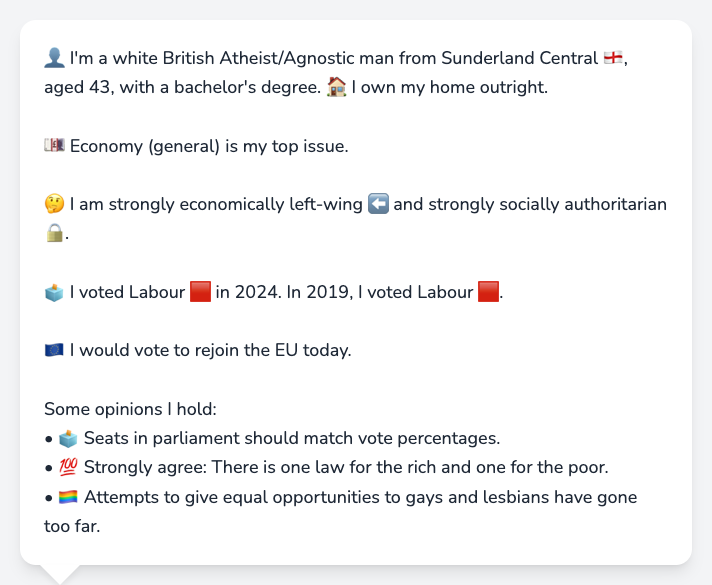 👤 I'm a white British Atheist/Agnostic man from Sunderland Central 🏴󠁧󠁢󠁥󠁮󠁧󠁿,
aged 43, with a bachelor's degree. 🏠 I own my home outright.
💷 Economy (general) is my top issue.
🤔 I am strongly economically left-wing ⬅️ and strongly socially authoritarian
🔒.
🗳️ I voted Labour 🟥 in 2024. In 2019, I voted Labour 🟥.
🇪🇺 I would vote to rejoin the EU today.
Some opinions I hold:
• 🗳️ Seats in parliament should match vote percentages.
• 💯 Strongly agree: There is one law for the rich and one for the poor.
• 🏳️‍🌈 Attempts to give equal opportunities to gays and lesbians have gone
too far.